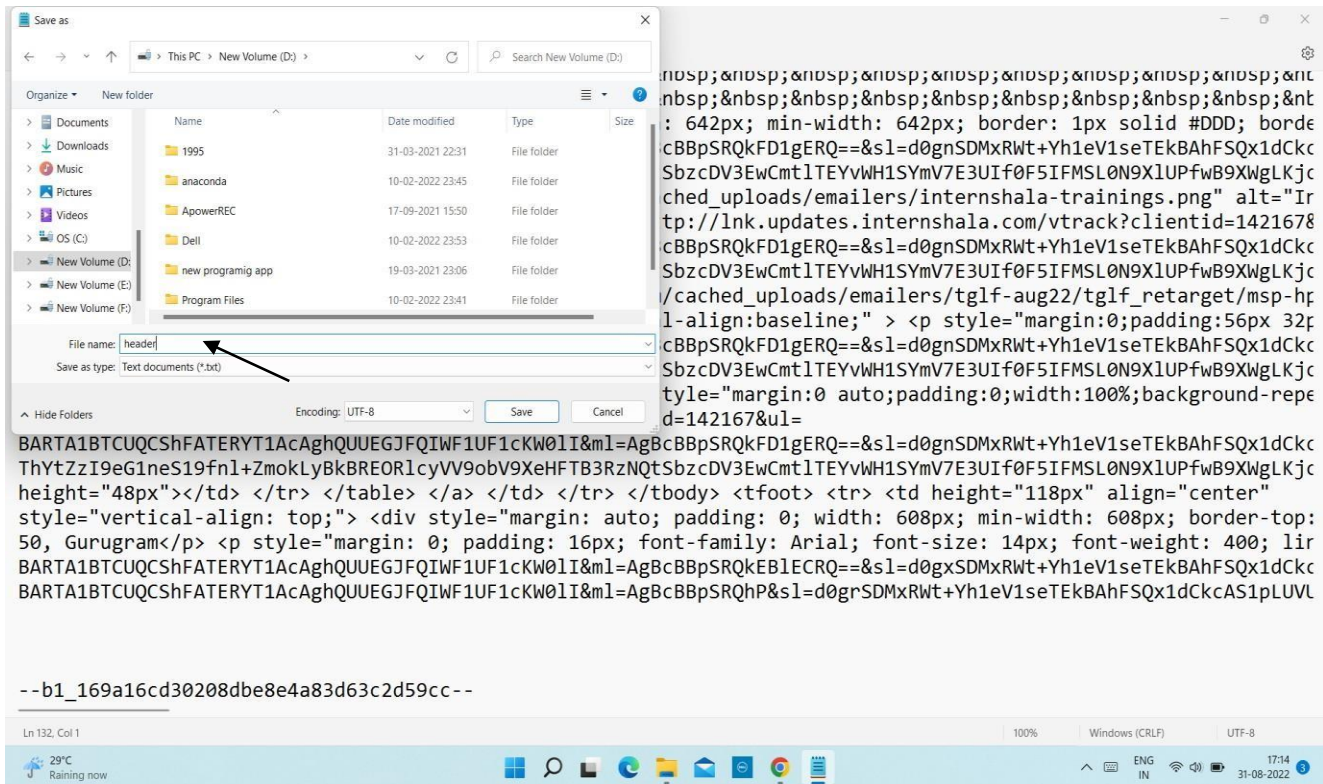 Save as
This PC > New Volume (D:) >
Search New Volume (D:)
Organize
New folder
Documents
Downloads
Music
Pictures
Videos
OS (C:)
New Volume (D:
New Volume (E:)
New Volume (F:)
Name Date modified Type Size
1995 31-03-2021 22:31 File folder
anaconda 10-02-2022 23:45 File folder
ApowerREC 17-09-2021 15:50 File folder
Dell 10-02-2022 23:53 File folder
new programig app 19-03-2021 23:06 File folder
Program Files 10-02-2022 23:41 File folder
File name: header
Save as type: Text documents (*.txt)
Hide Folders
Encoding: UTF-8
Save
Cancel
nbsp;&nbsp;&nbsp;&nbsp;&nbsp;&nbsp;&nbsp;&nbsp;
: 642px; min-width: 642px; border: 1px solid #DDD; borde
cBBpSRQkFD1gERQ==&sl=d0gnSDMxRWt+Yh1eV1seTEkBAhFSQx1dCkc
SbzcDV3EwCmtlTEYvWH1SYmV7E3UIf0F5IFMSL0N9XlUPfwB9XWgLKjc
ched_uploads/emailers/internshala-trainings.png" alt="Ir
tp://lnk.updates.internshala.com/vtrack?clientid=142167&
cBBpSRQkFD1gERQ==&sl=d0gnSDMxRWt+Yh1eV1seTEkBAhFSQx1dCkc
SbzcDV3EwCmtlTEYvWH1SYmV7E3UIf0F5IFMSL0N9XlUPfwB9XWgLKjc
/cached_uploads/emailers/tglf-aug22/tglf_retarget/msp-hp
l-align:baseline;" > <p style="margin:0;padding:56px 32p
cBBpSRQkFD1gERQ==&sl=d0gnSDMxRWt+Yh1eV1seTEkBAhFSQx1dCkc
SbzcDV3EwCmtlTEYvWH1SYmV7E3UIf0F5IFMSL0N9XlUPfwB9XWgLKjc
tyle="margin:0 auto;padding:0;width:100%;background-repe
d=142167&ul=
BARTA1BTCUQCShFATERYT1AcAghQUUEGJFQIWF1UF1cKW0lI&ml=AgBcBBpSRQkFD1gERQ==&sl=d0gnSDMxRWt+Yh1eV1seTEkBAhFSQx1dCkc
ThYtZzI9eG1neS19fnl+ZmokLyBkBREORlcyVV9obV9XeHFTB3RzNQtSbzcDV3EwCmtlTEYvWH1SYmV7E3UIf0F5IFMSL0N9XlUPfwB9XWgLKjc
height="48px"></td> </tr> </table> </a> </td> </tr> </tbody> <tfoot> <tr> <td height="118px" align="center"
style="vertical-align: top;"> <div style="margin: auto; padding: 0; width: 608px; min-width: 608px; border-top:
50, Gurugram</p> <p style="margin: 0; padding: 16px; font-family: Arial; font-size: 14px; font-weight: 400; lir
BARTA1BTCUQCShFATERYT1AcAghQUUEGJFQIWF1UF1cKW0lI&ml=AgBcBBpSRQkEBlECRQ==&sl=d0gxSDMxRWt+Yh1eV1seTEkBAhFSQx1dCkc
BARTA1BTCUQCShFATERYT1AcAghQUUEGJFQIWF1UF1cKW0lI&ml=AgBcBBpSRQhP&sl=d0grSDMxRWt+Yh1eV1seTEkBAhFSQx1dCkcAS1pLUVU
--b1_169a16cd30208dbe8e4a83d63c2d59cc--
Ln 132, Col 1
100%
Windows (CRLF)
UTF-8
29°C
Raining now
ENG
IN
17:14
31-08-2022
3